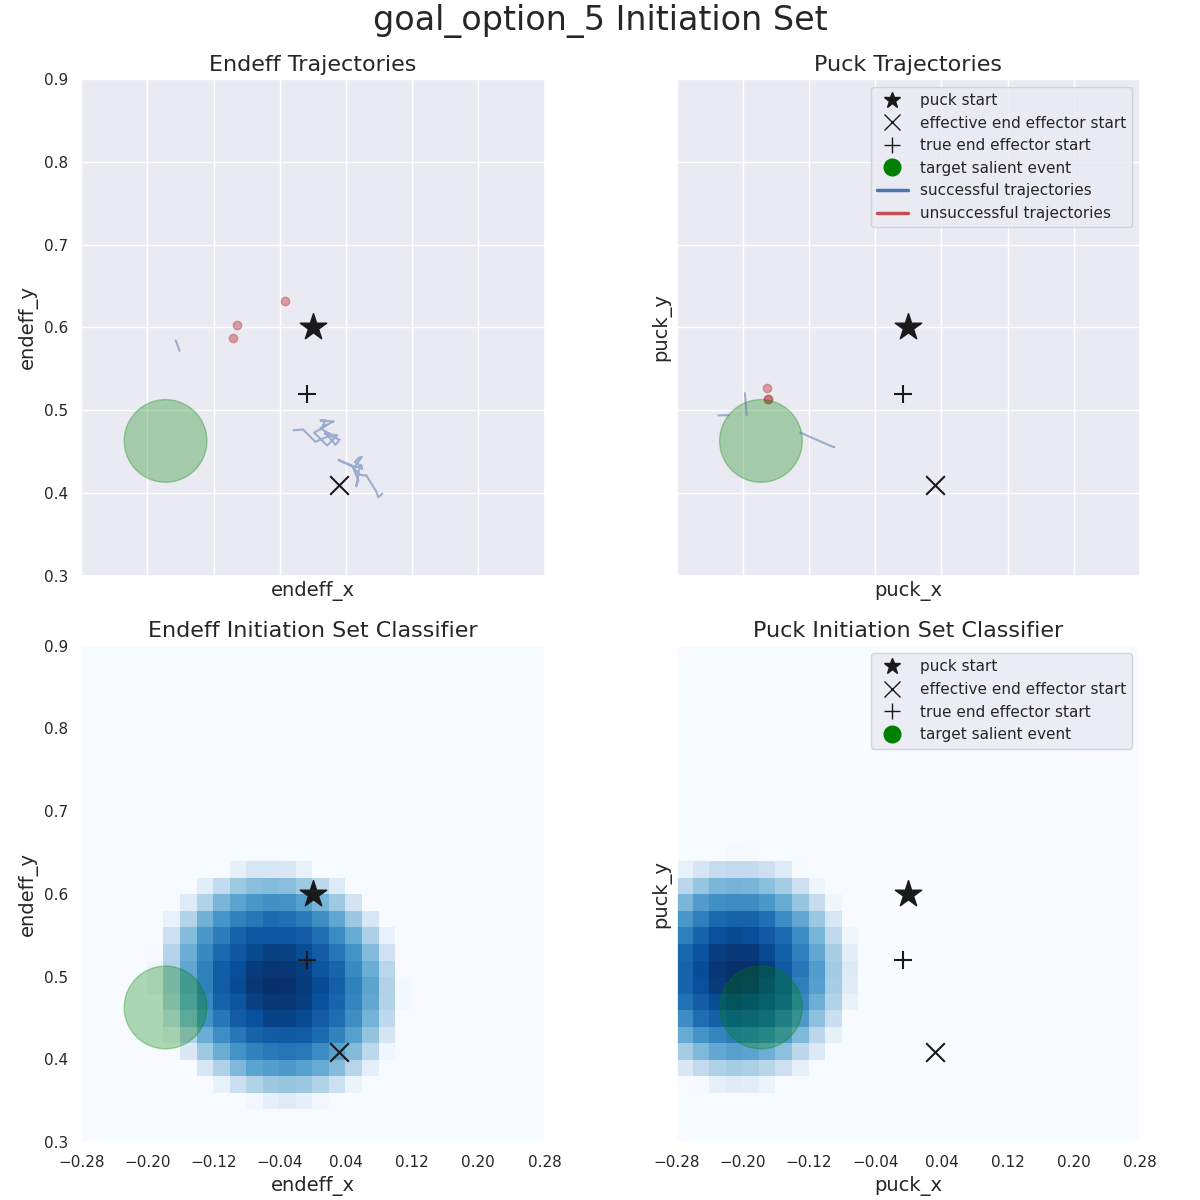 goal_option_5 Initiation Set
Endeff Trajectories
0.9
0.8
0.7
0.6
0.5
0.4
0.3
endeff_y
endeff_x
Puck Trajectories
puck start
effective end effector start
true end effector start
target salient event
successful trajectories
unsuccessful trajectories
puck_y
puck_x
Endeff Initiation Set Classifier
0.9
0.8
0.7
0.6
0.5
0.4
0.3
endeff_y
−0.28 −0.20 −0.12 −0.04 0.04 0.12 0.20 0.28
endeff_x
Puck Initiation Set Classifier
puck start
effective end effector start
true end effector start
target salient event
puck_y
−0.28 −0.20 −0.12 −0.04 0.04 0.12 0.20 0.28
puck_x